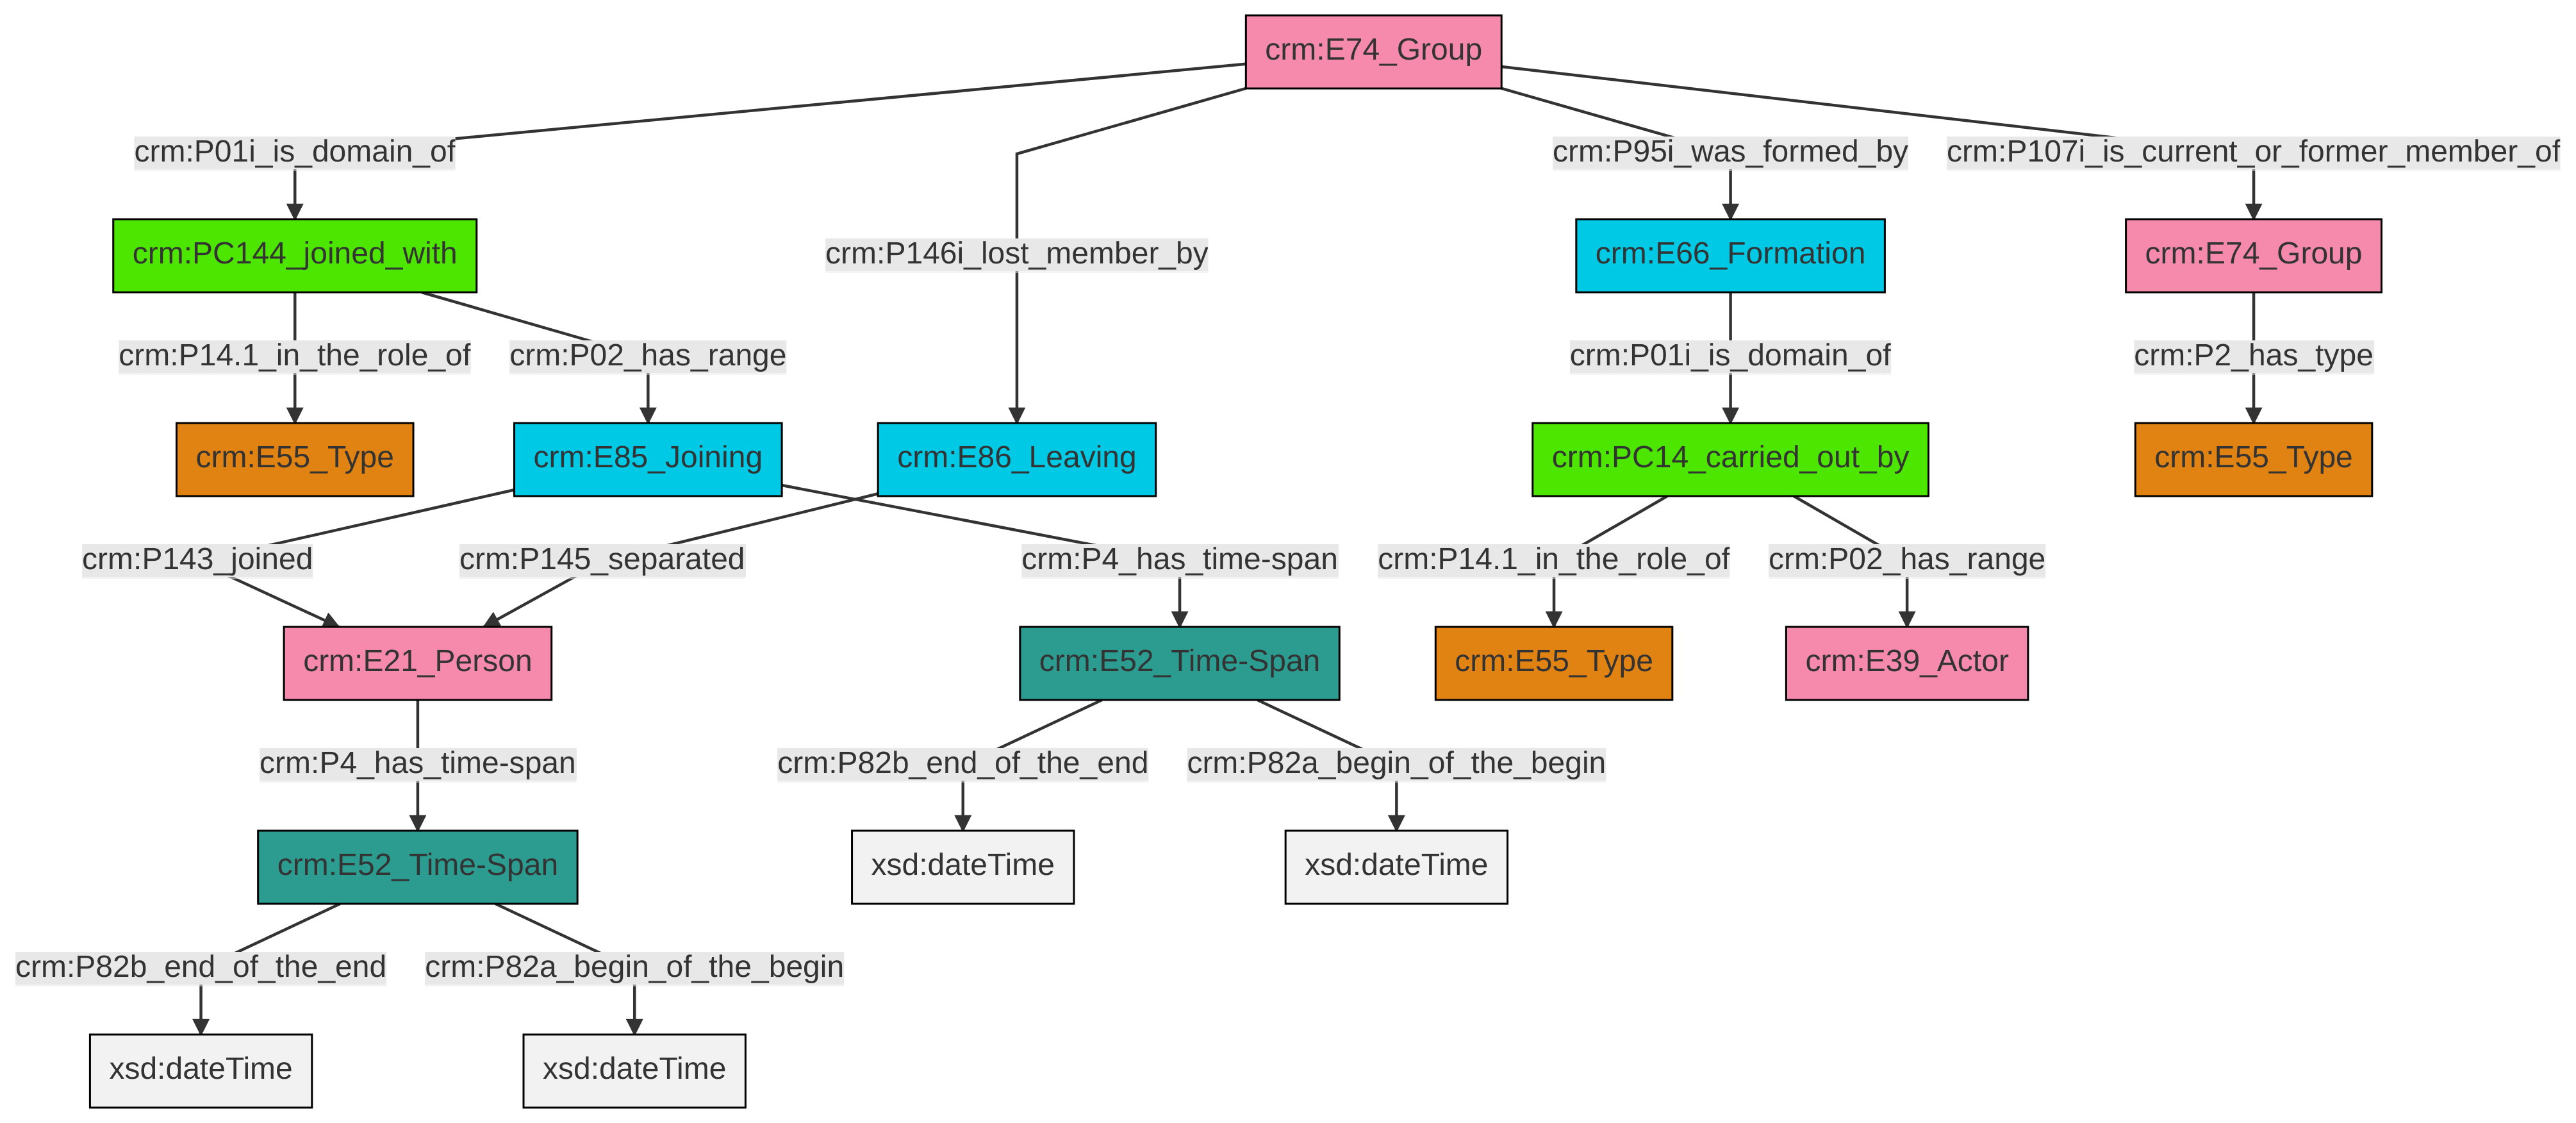 crm:E74_Group
crm:P01i_is_domain_of
crm:P95i_was_formed_by
crm:P107i_is_current_or_former_member_of
crm:PC144_joined_with
crm:P146i_lost_member_by
crm:E66_Formation
crm:E74_Group
crm:P14.1_in_the_role_of
crm:P02_has_range
crm:P01i_is_domain_of
crm:P2_has_type
crm:E55_Type
crm:E85_Joining
crm:E86_Leaving
crm:PC14_carried_out_by
crm:E55_Type
crm:P143_joined
crm:P145_separated
crm:P4_has_time-span
crm:P14.1_in_the_role_of
crm:P02_has_range
crm:E21_Person
crm:E52_Time-Span
crm:E55_Type
crm:E39_Actor
crm:P4_has_time-span
crm:P82b_end_of_the_end
crm:P82a_begin_of_the_begin
crm:E52_Time-Span
xsd:dateTime
xsd:dateTime
crm:P82b_end_of_the_end
crm:P82a_begin_of_the_begin
xsd:dateTime
xsd:dateTime